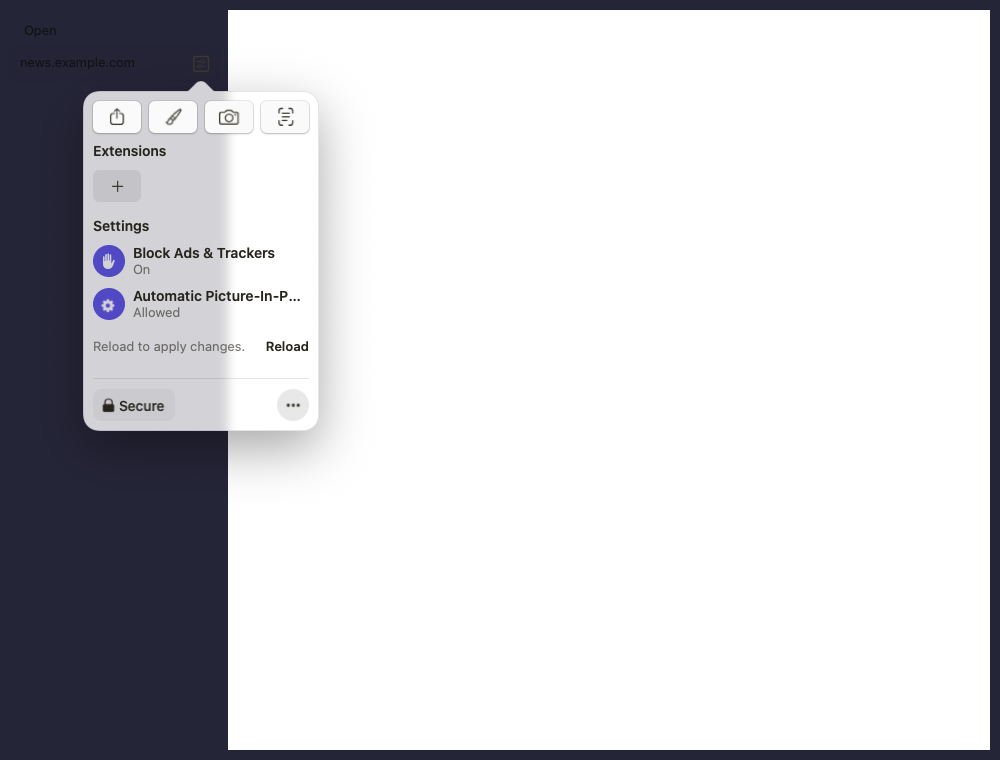 Open
news.example.com
Extensions
Settings
Block Ads & Trackers
On
Automatic Picture-In-P...
Allowed
Reload to apply changes. Reload
Secure